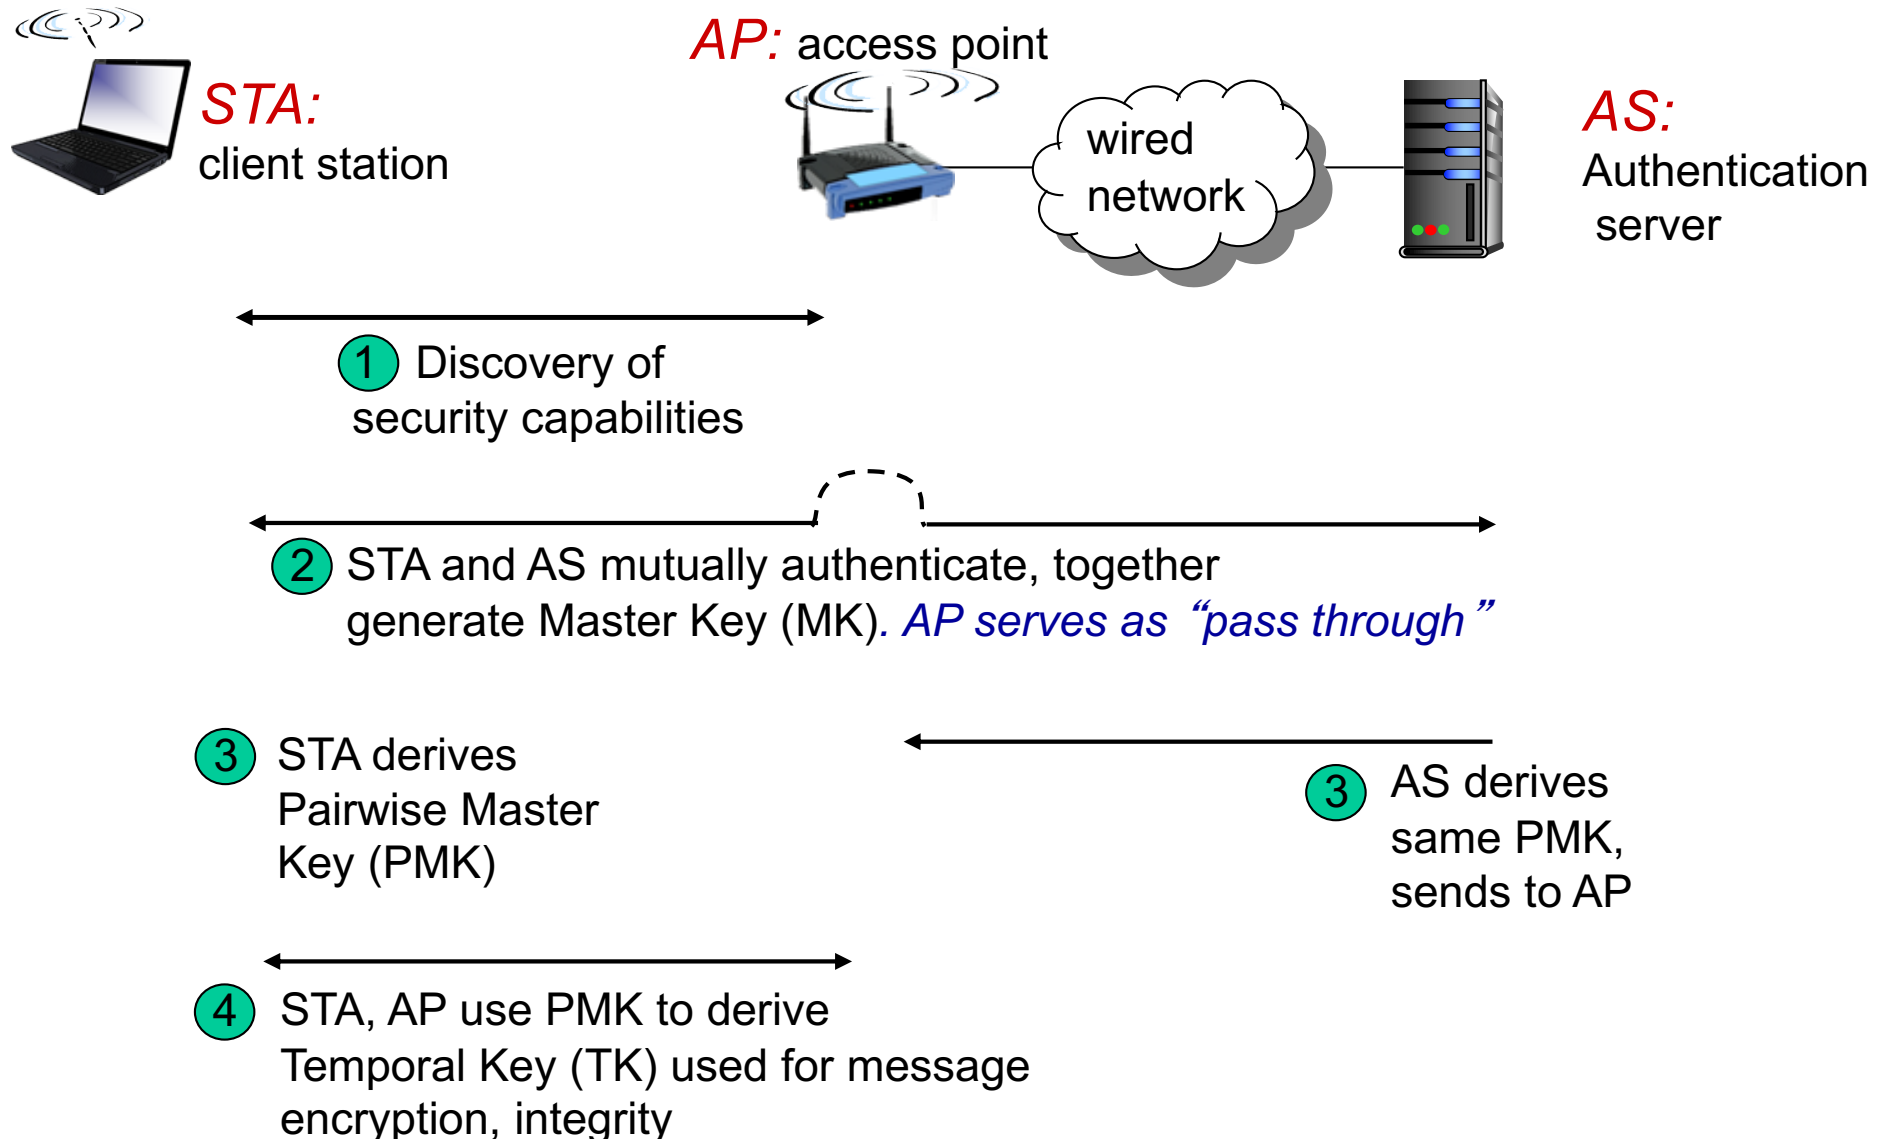 AP: access point
STA:
client station
wired
network
AS:
Authentication
server
1 Discovery of
security capabilities
2 STA and AS mutually authenticate, together
generate Master Key (MK). AP serves as “pass through”
3 STA derives
Pairwise Master
Key (PMK)
3 AS derives
same PMK,
sends to AP
4 STA, AP use PMK to derive
Temporal Key (TK) used for message
encryption, integrity